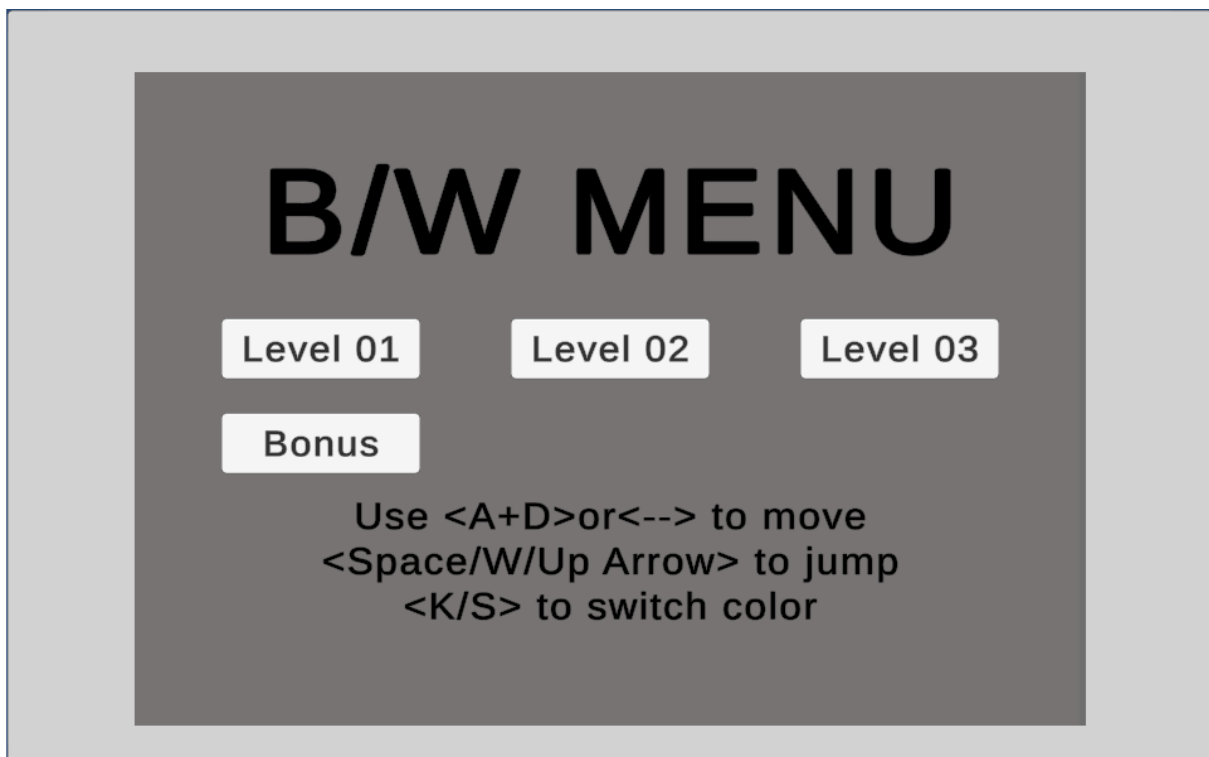 B/W MENU
Level 01 Level 02 Level 03
Bonus
Use <A+D>or<--> to move
<Space/W/Up Arrow> to jump
<K/S> to switch color